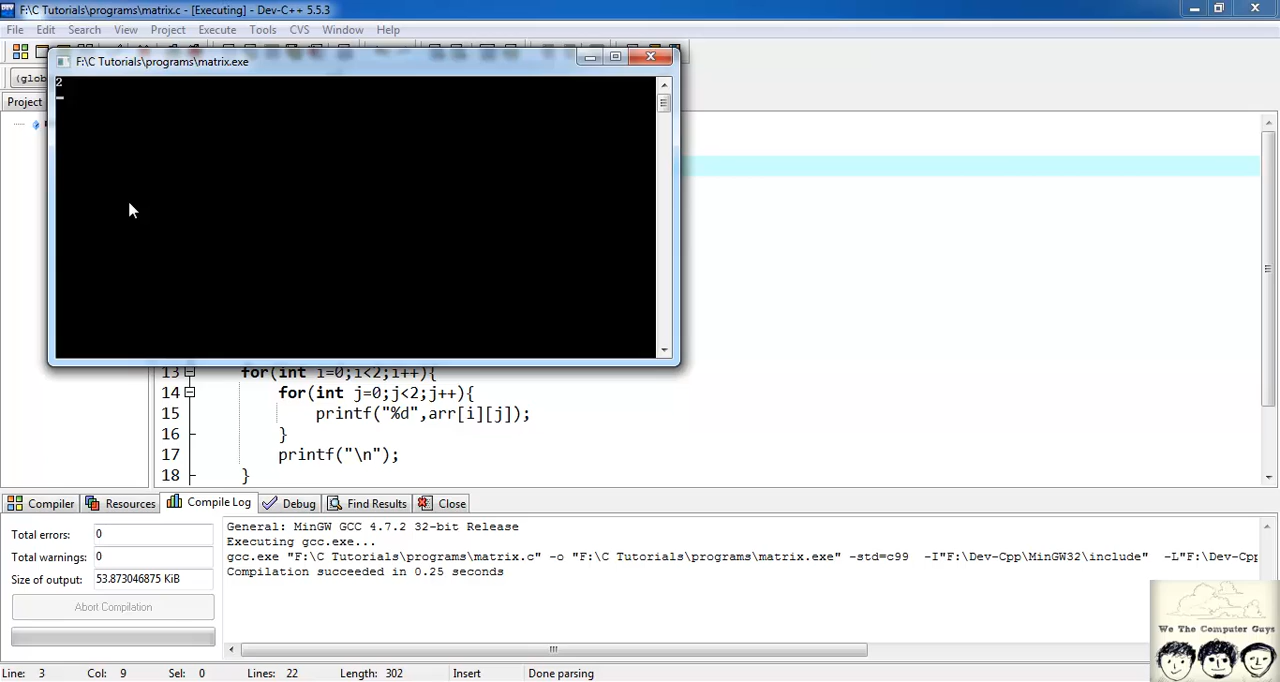 F:\C Tutorials\programs\matrix.c - [Executing] - Dev-C++ 5.5.3
File Edit Search View Project Execute Tools CVS Window Help
F:\C Tutorials\programs\matrix.exe
(glob
2
Project
13 for(int i=0;i<2;i++){
14 for(int j=0;j<2;j++){
15 printf("%d",arr[i][j]);
16 }
17 printf("\n");
18 }
Compiler Resources Compile Log Debug Find Results Close
Total errors: 0
Total warnings: 0
Size of output: 53.873046875 KiB
Abort Compilation
General: MinGW GCC 4.7.2 32-bit Release
Executing gcc.exe...
gcc.exe "F:\C Tutorials\programs\matrix.c" -o "F:\C Tutorials\programs\matrix.exe" -std=c99 -I"F:\Dev-Cpp\MinGW32\include" -L"F:\Dev-Cpp
Compilation succeeded in 0.25 seconds
We The Computer Guys
Line: 3 Col: 9 Sel: 0 Lines: 22 Length: 302 Insert Done parsing